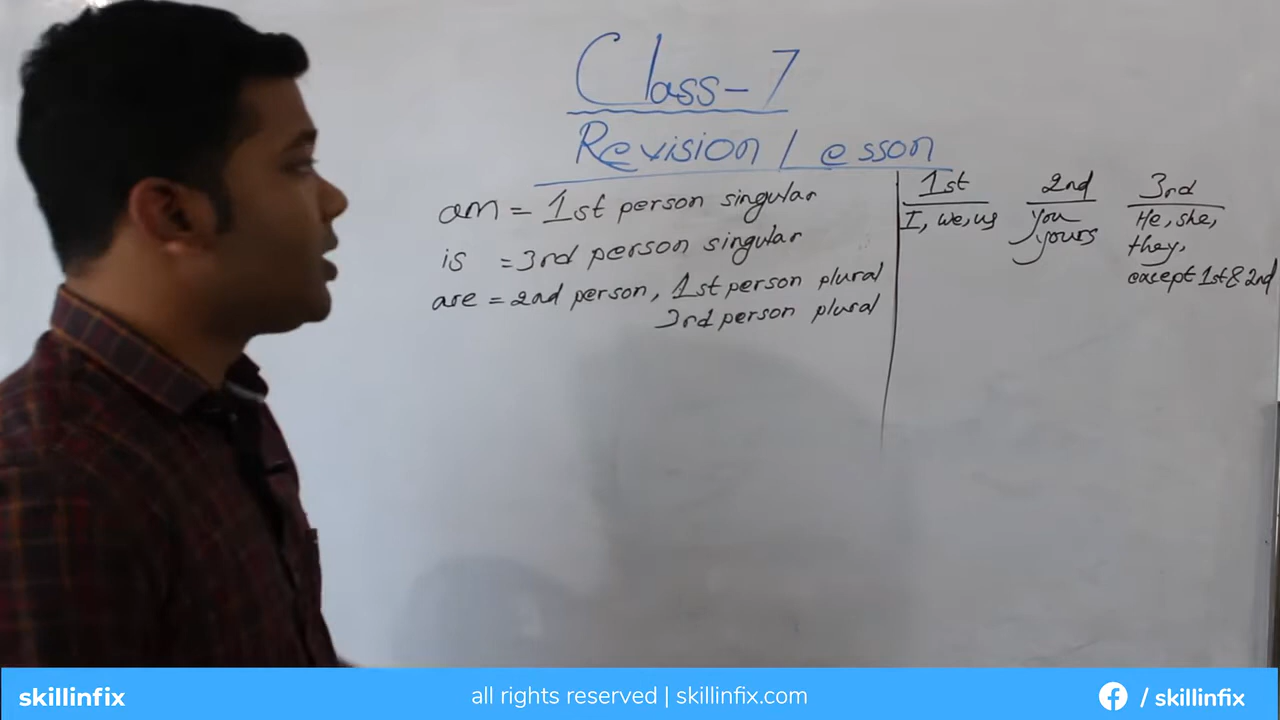 Class-7
Revision Lesson
am = 1st person singular
is = 3rd person singular
are = 2nd person, 1st person plural
3rd person plural
1st
I, we, us
2nd
You
yours
3rd
He, she,
they,
except 1st & 2nd
skillinfix
all rights reserved | skillinfix.com
/ skillinfix